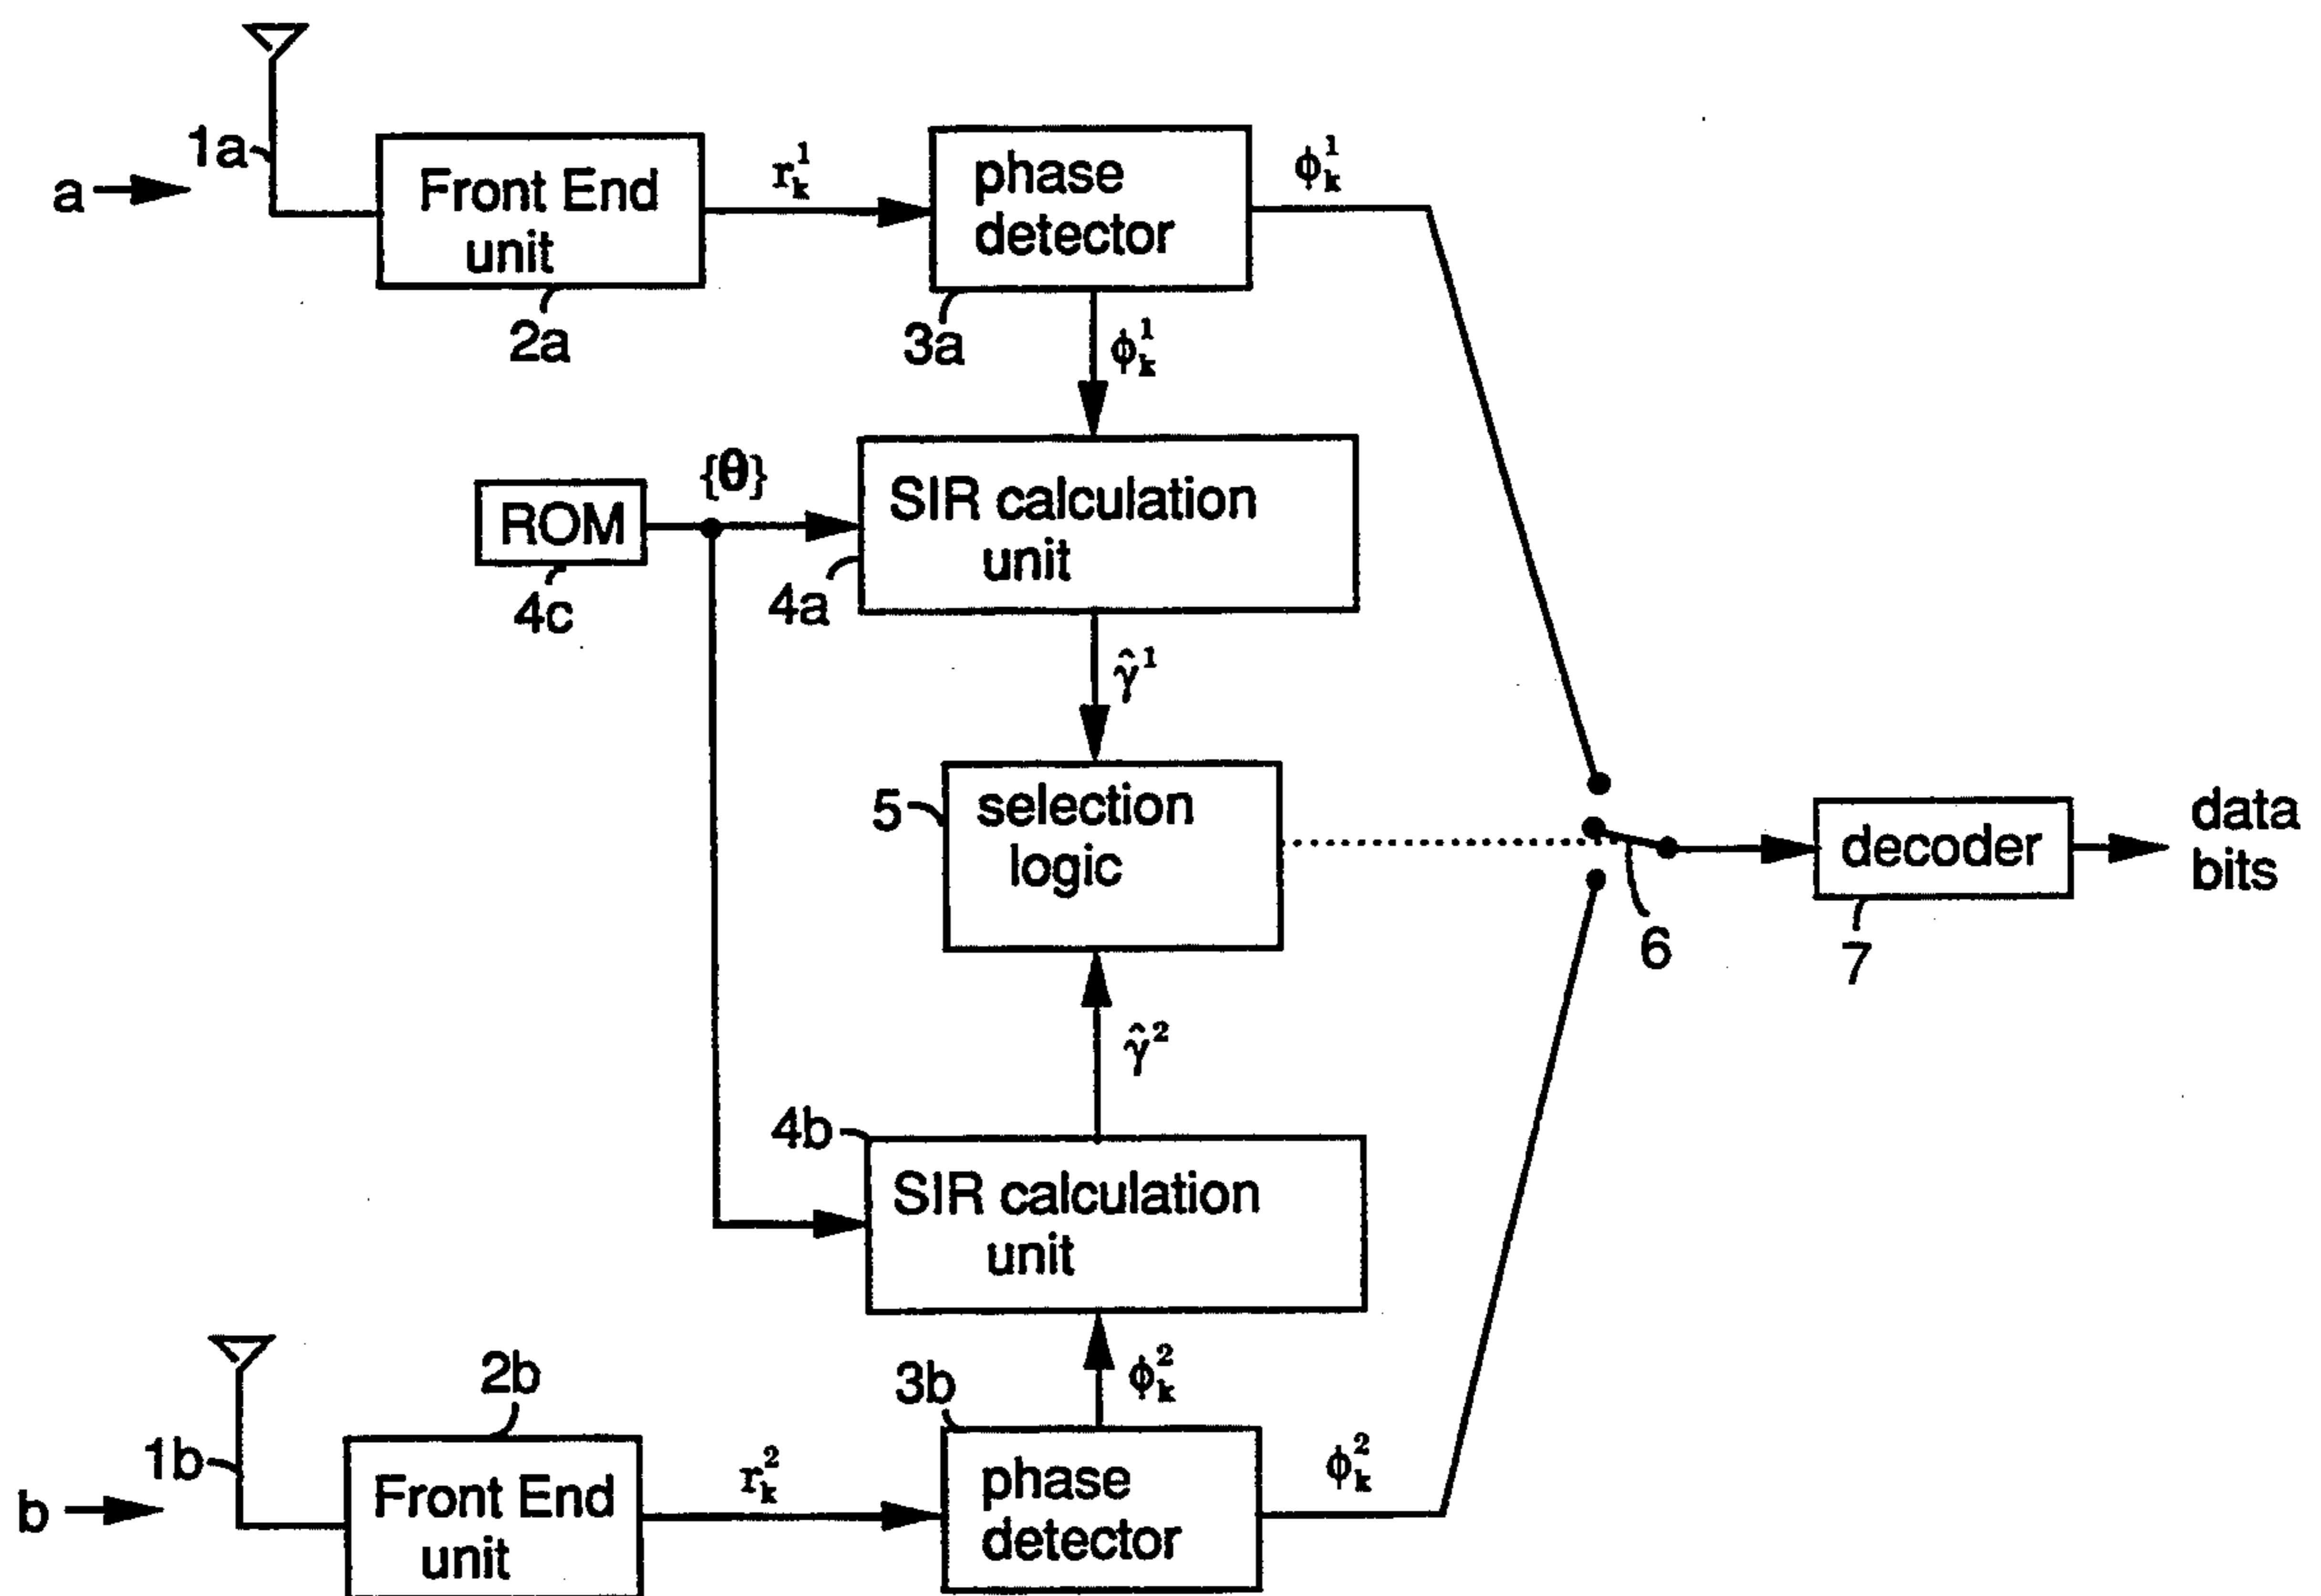 1a
a
Front End
unit
2a
r_k^1
phase
detector
3a
ϕ_k^1
ϕ_k^1
ROM
4c
{θ}
SIR calculation
unit
4a
γ̂^1
5
selection
logic
6
decoder
7
data
bits
γ̂^2
4b
SIR calculation
unit
ϕ_k^2
1b
b
2b
Front End
unit
r_k^2
3b
phase
detector
ϕ_k^2